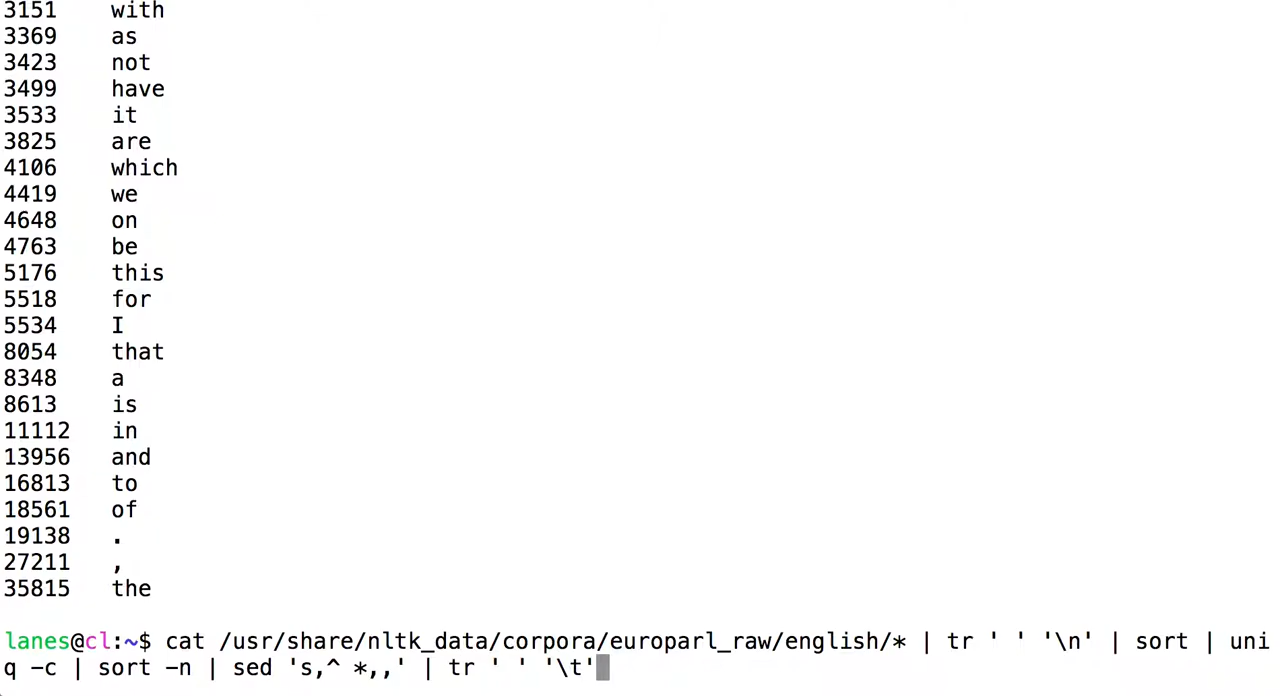 3151    with
3369    as
3423    not
3499    have
3533    it
3825    are
4106    which
4419    we
4648    on
4763    be
5176    this
5518    for
5534    I
8054    that
8348    a
8613    is
11112   in
13956   and
16813   to
18561   of
19138   .
27211   ,
35815   the
lanes@cl:~$ cat /usr/share/nltk_data/corpora/europarl_raw/english/* | tr ' ' '\n' | sort | uni
q -c | sort -n | sed 's,^ *,,' | tr ' ' '\t'